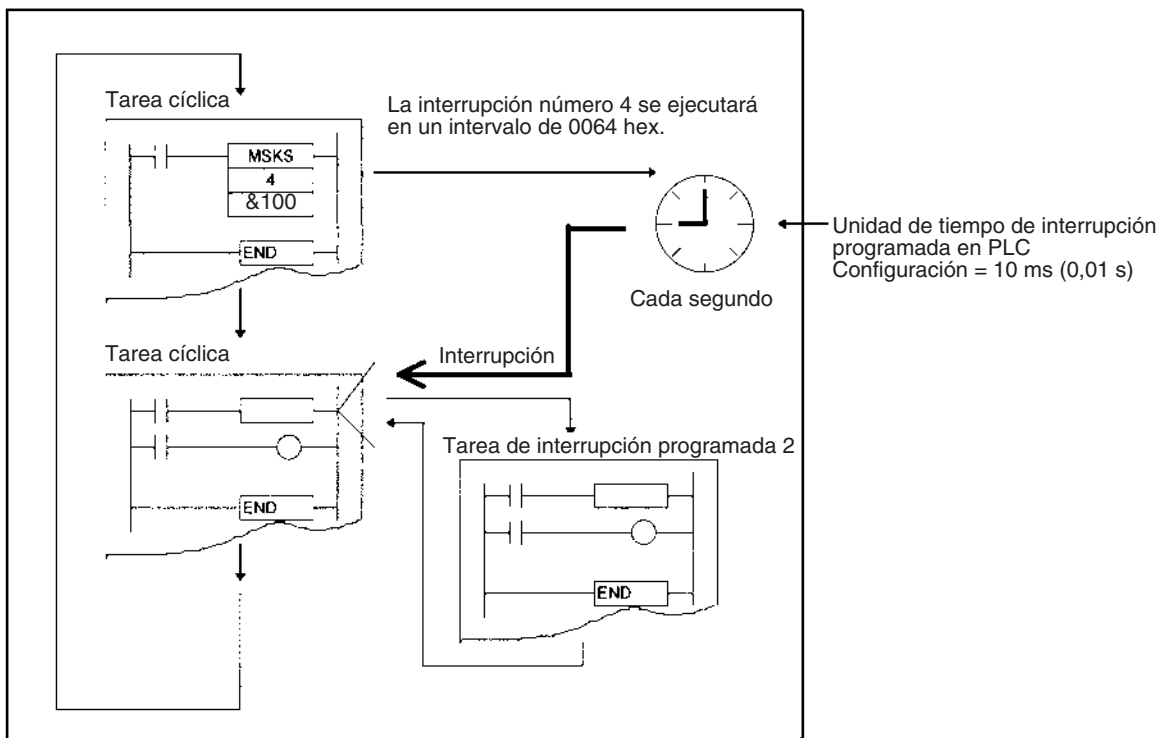 Tarea cíclica
MSKS
4
&100
END
La interrupción número 4 se ejecutará
en un intervalo de 0064 hex.
Cada segundo
Unidad de tiempo de interrupción
programada en PLC
Configuración = 10 ms (0,01 s)
Tarea cíclica
Interrupción
END
Tarea de interrupción programada 2
END